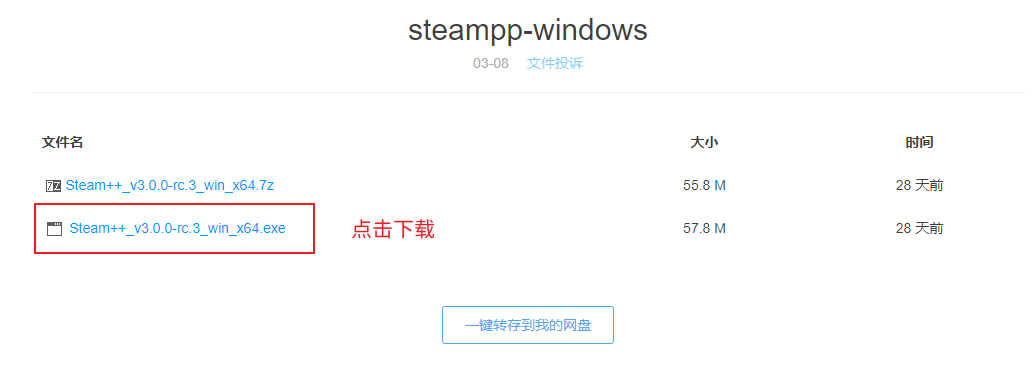 steampp-windows
03-08 文件投诉
文件名 大小 时间
Steam++_v3.0.0-rc.3_win_x64.7z 55.8 M 28 天前
Steam++_v3.0.0-rc.3_win_x64.exe 点击下载 57.8 M 28 天前
一键转存到我的网盘